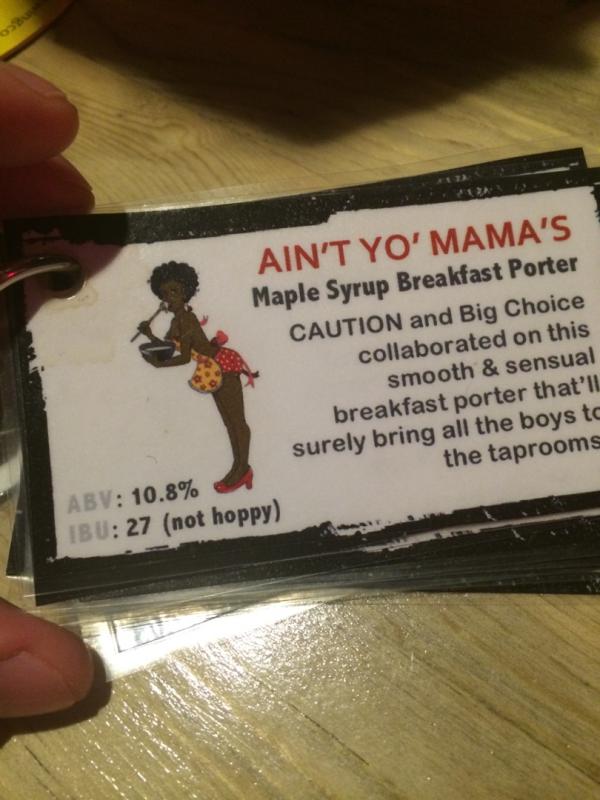 AIN'T YO' MAMA'S
Maple Syrup Breakfast Porter
CAUTION and Big Choice
collaborated on this
smooth & sensual
breakfast porter that'll
surely bring all the boys to
the taprooms
ABV: 10.8%
IBU: 27 (not hoppy)